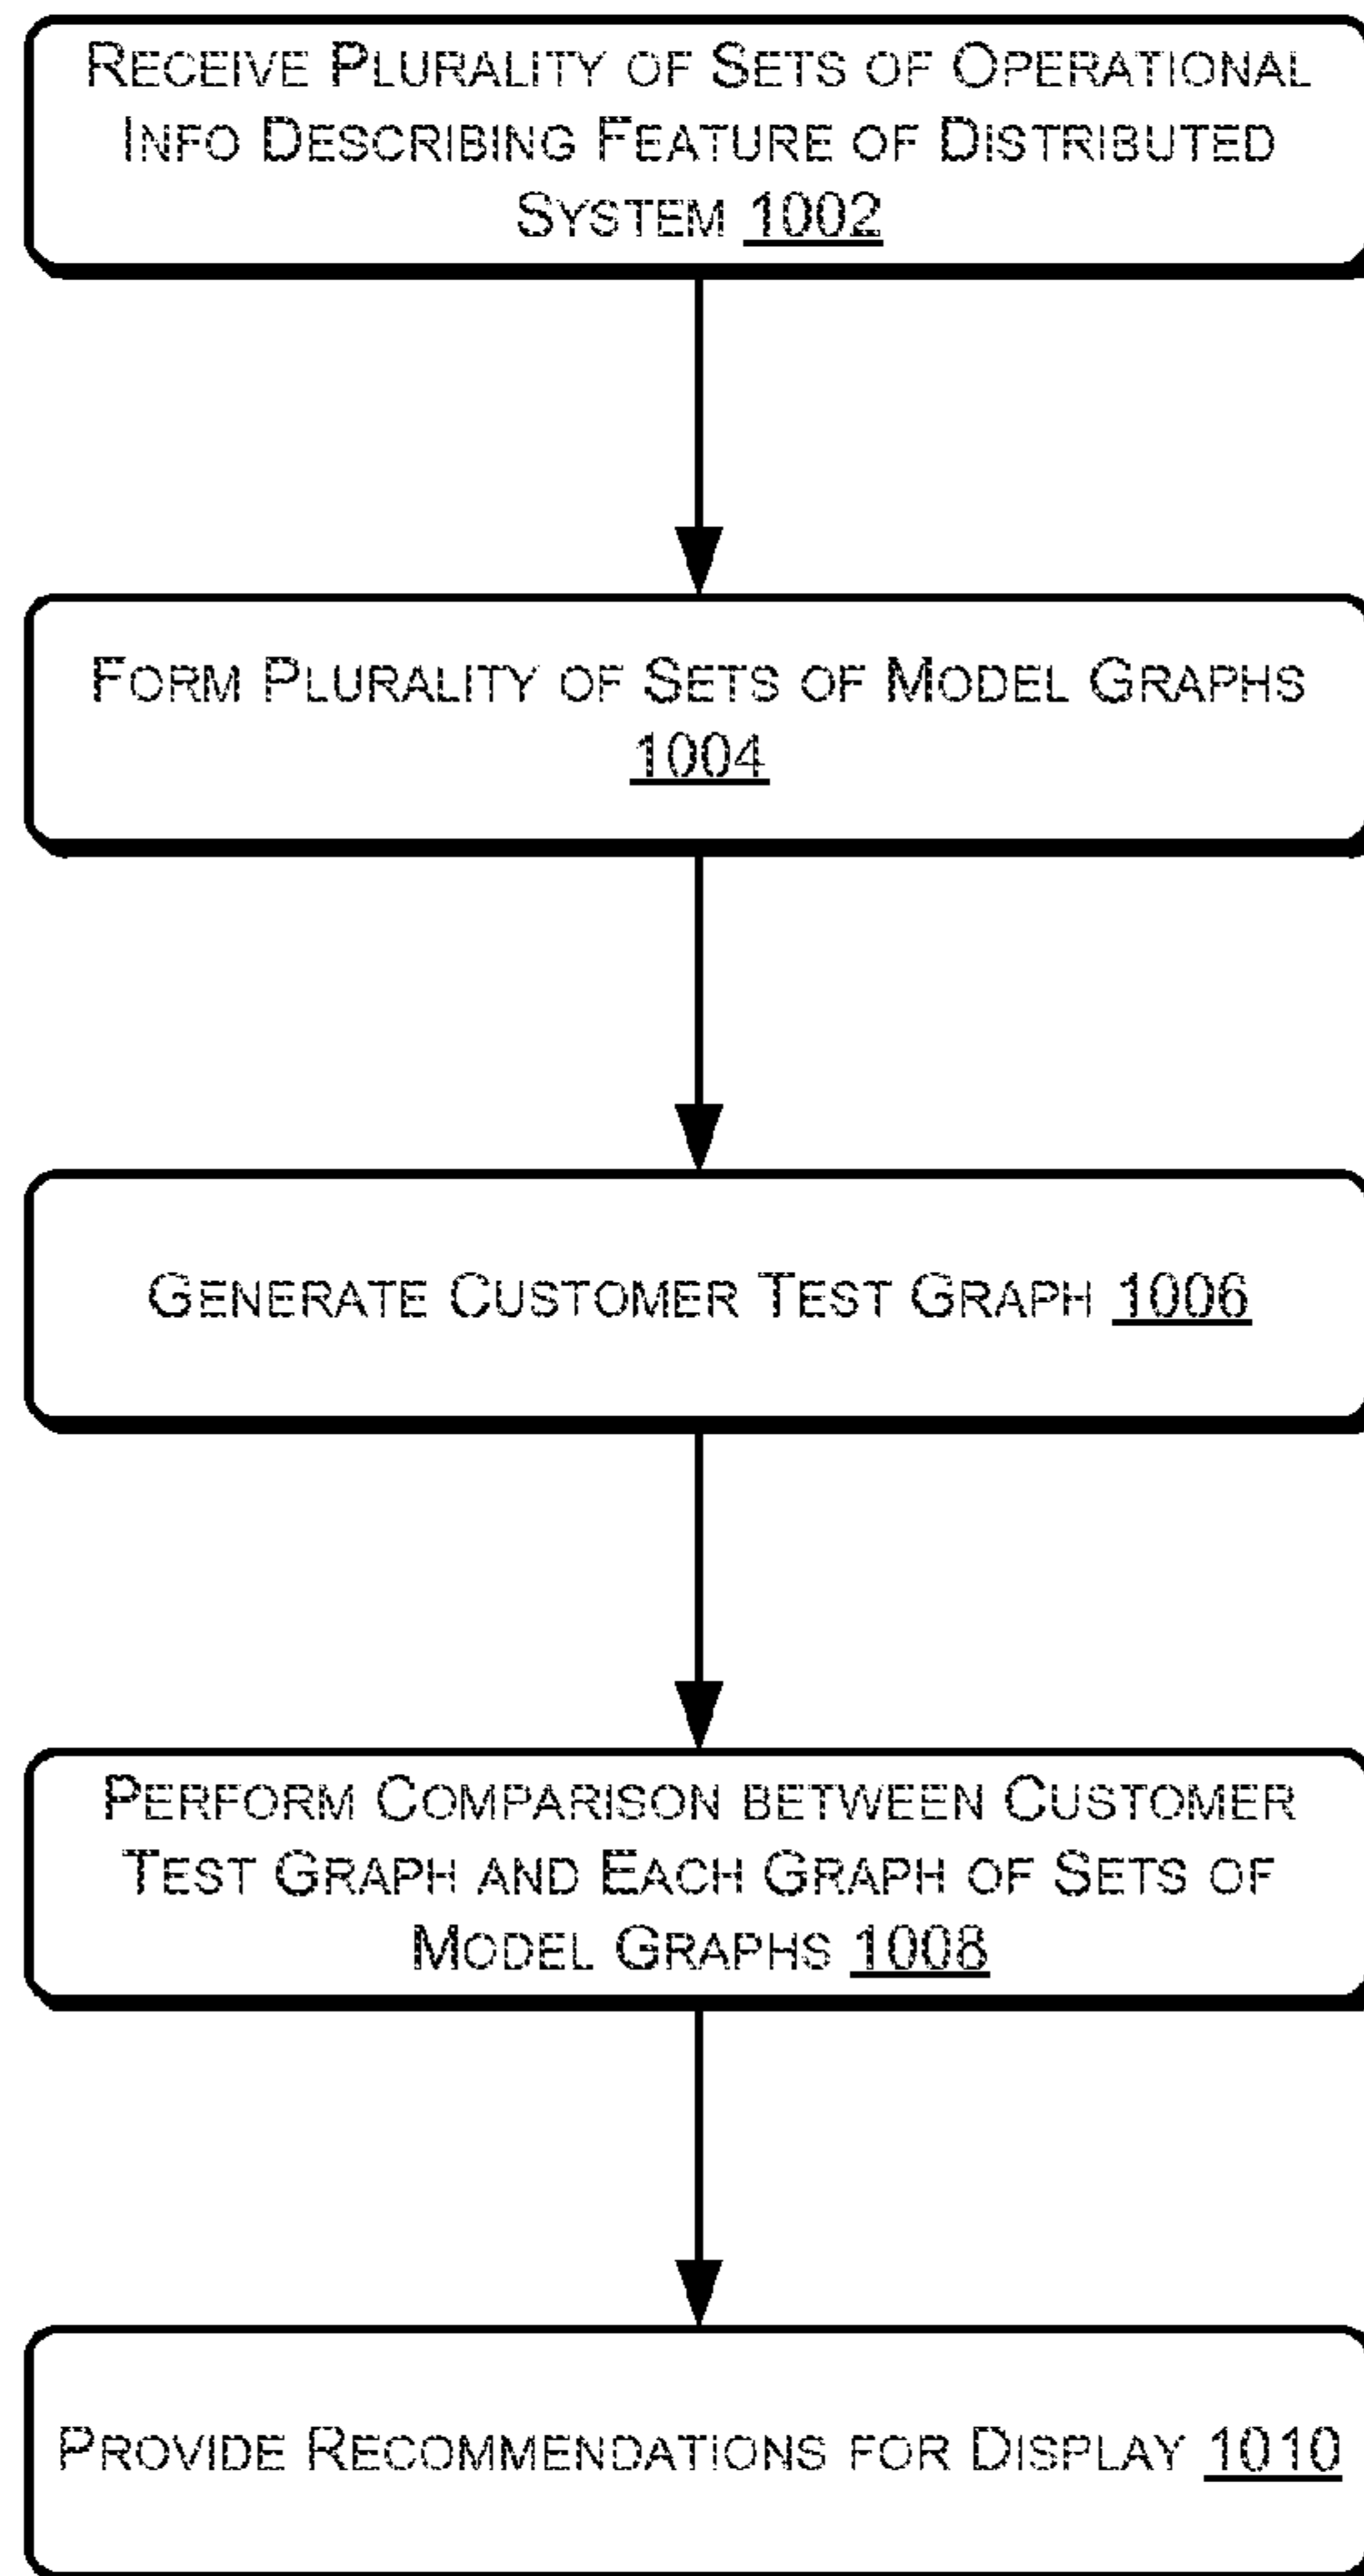 RECEIVE PLURALITY OF SETS OF OPERATIONAL
INFO DESCRIBING FEATURE OF DISTRIBUTED
SYSTEM 1002
FORM PLURALITY OF SETS OF MODEL GRAPHS
1004
GENERATE CUSTOMER TEST GRAPH 1006
PERFORM COMPARISON BETWEEN CUSTOMER
TEST GRAPH AND EACH GRAPH OF SETS OF
MODEL GRAPHS 1008
PROVIDE RECOMMENDATIONS FOR DISPLAY 1010